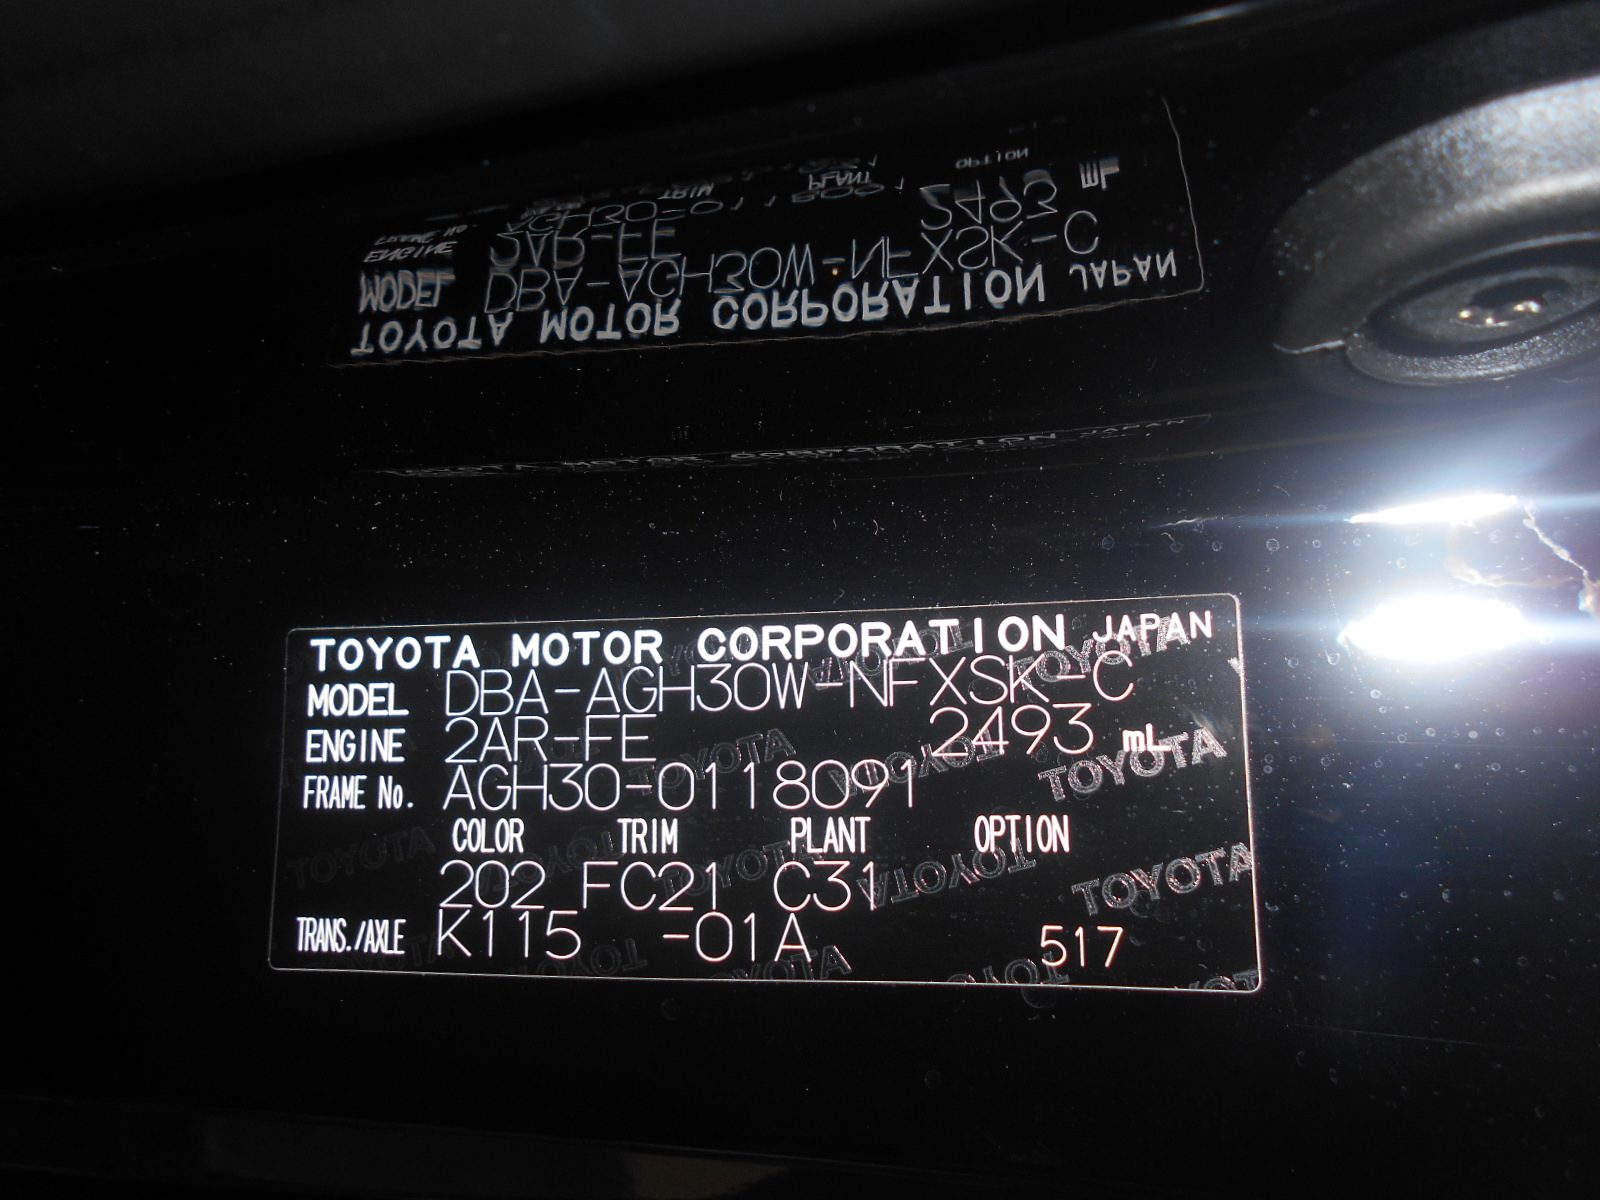 TOYOTA MOTOR CORPORATION JAPAN
MODEL DBA-AGH30W-NFXSK-C
ENGINE 2AR-FE 2493 mL
FRAME No. AGH30-0118091
COLOR TRIM PLANT OPTION
202 FC21 C31
TRANS./AXLE K115 -01A 517